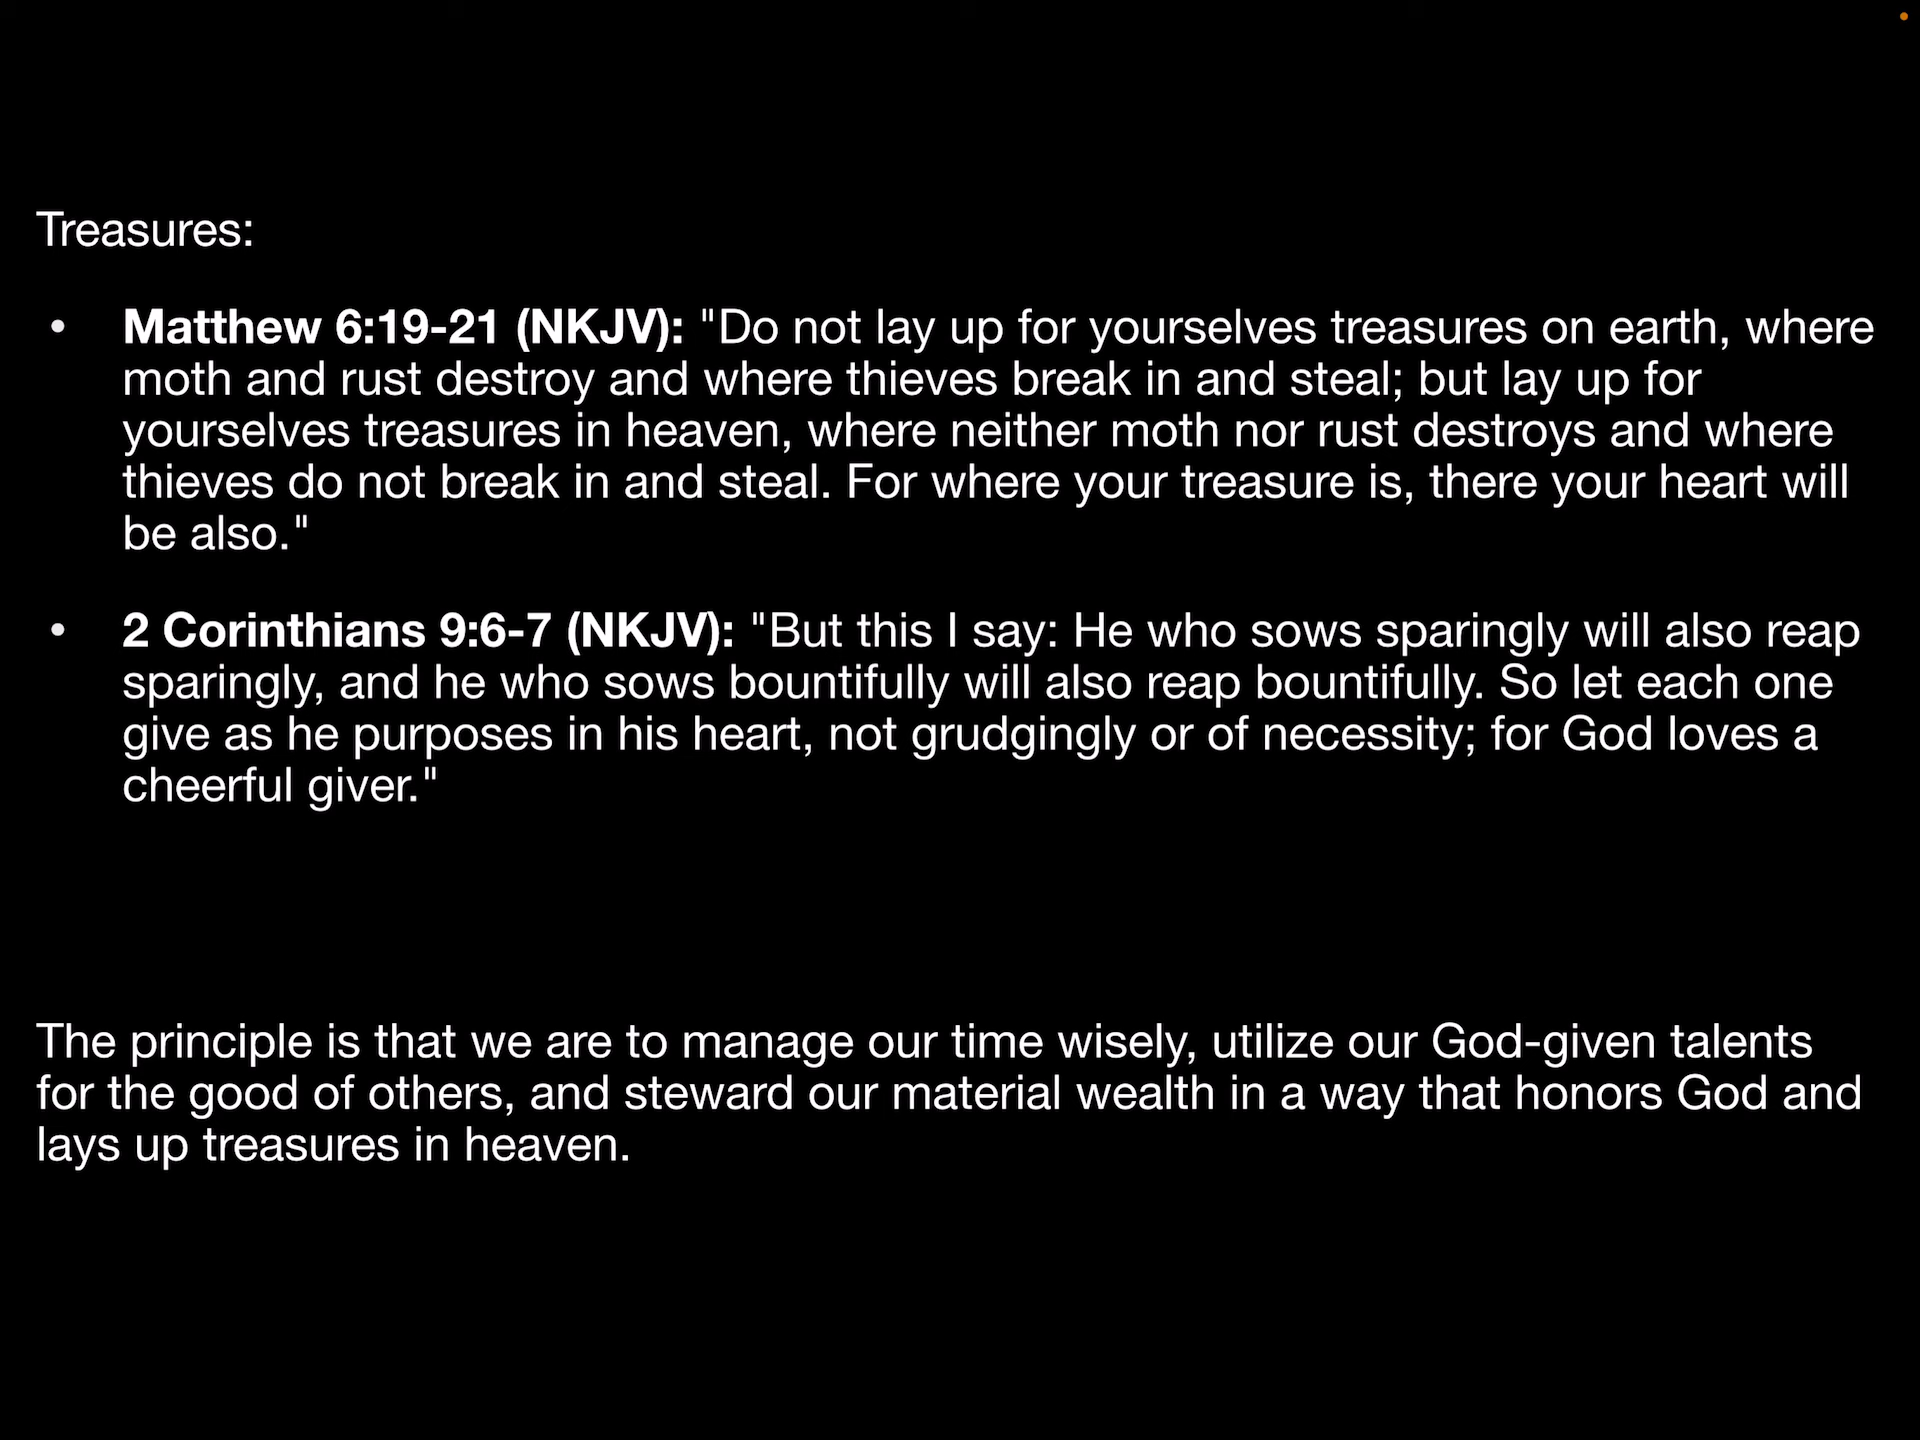 Treasures:
• Matthew 6:19-21 (NKJV): "Do not lay up for yourselves treasures on earth, where
moth and rust destroy and where thieves break in and steal; but lay up for
yourselves treasures in heaven, where neither moth nor rust destroys and where
thieves do not break in and steal. For where your treasure is, there your heart will
be also."
• 2 Corinthians 9:6-7 (NKJV): "But this I say: He who sows sparingly will also reap
sparingly, and he who sows bountifully will also reap bountifully. So let each one
give as he purposes in his heart, not grudgingly or of necessity; for God loves a
cheerful giver."
The principle is that we are to manage our time wisely, utilize our God-given talents
for the good of others, and steward our material wealth in a way that honors God and
lays up treasures in heaven.